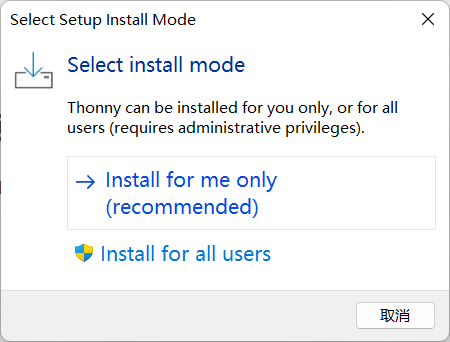 Select Setup Install Mode
Select install mode
Thonny can be installed for you only, or for all
users (requires administrative privileges).
Install for me only
(recommended)
Install for all users
取消